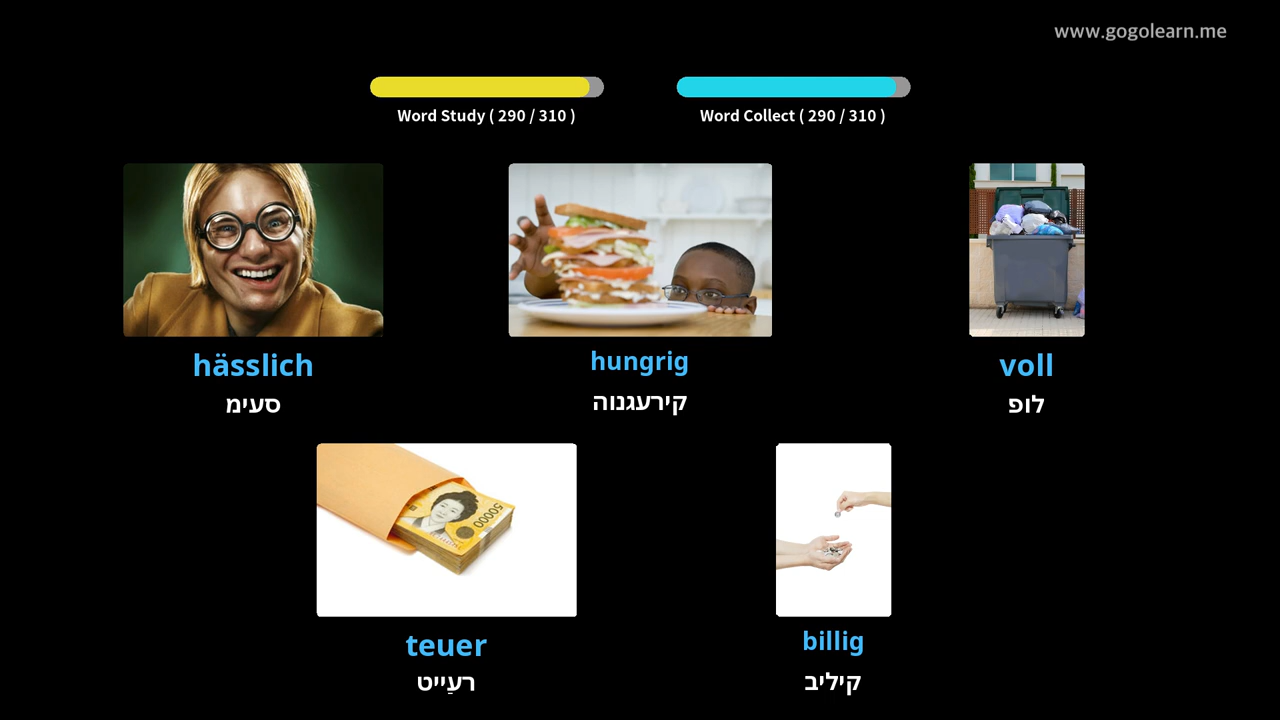 www.gogolearn.me
Word Study ( 290 / 310 )
Word Collect ( 290 / 310 )
hässlich
סעימ
hungrig
קירעגנוה
voll
לופ
teuer
רעַייט
billig
קיליב